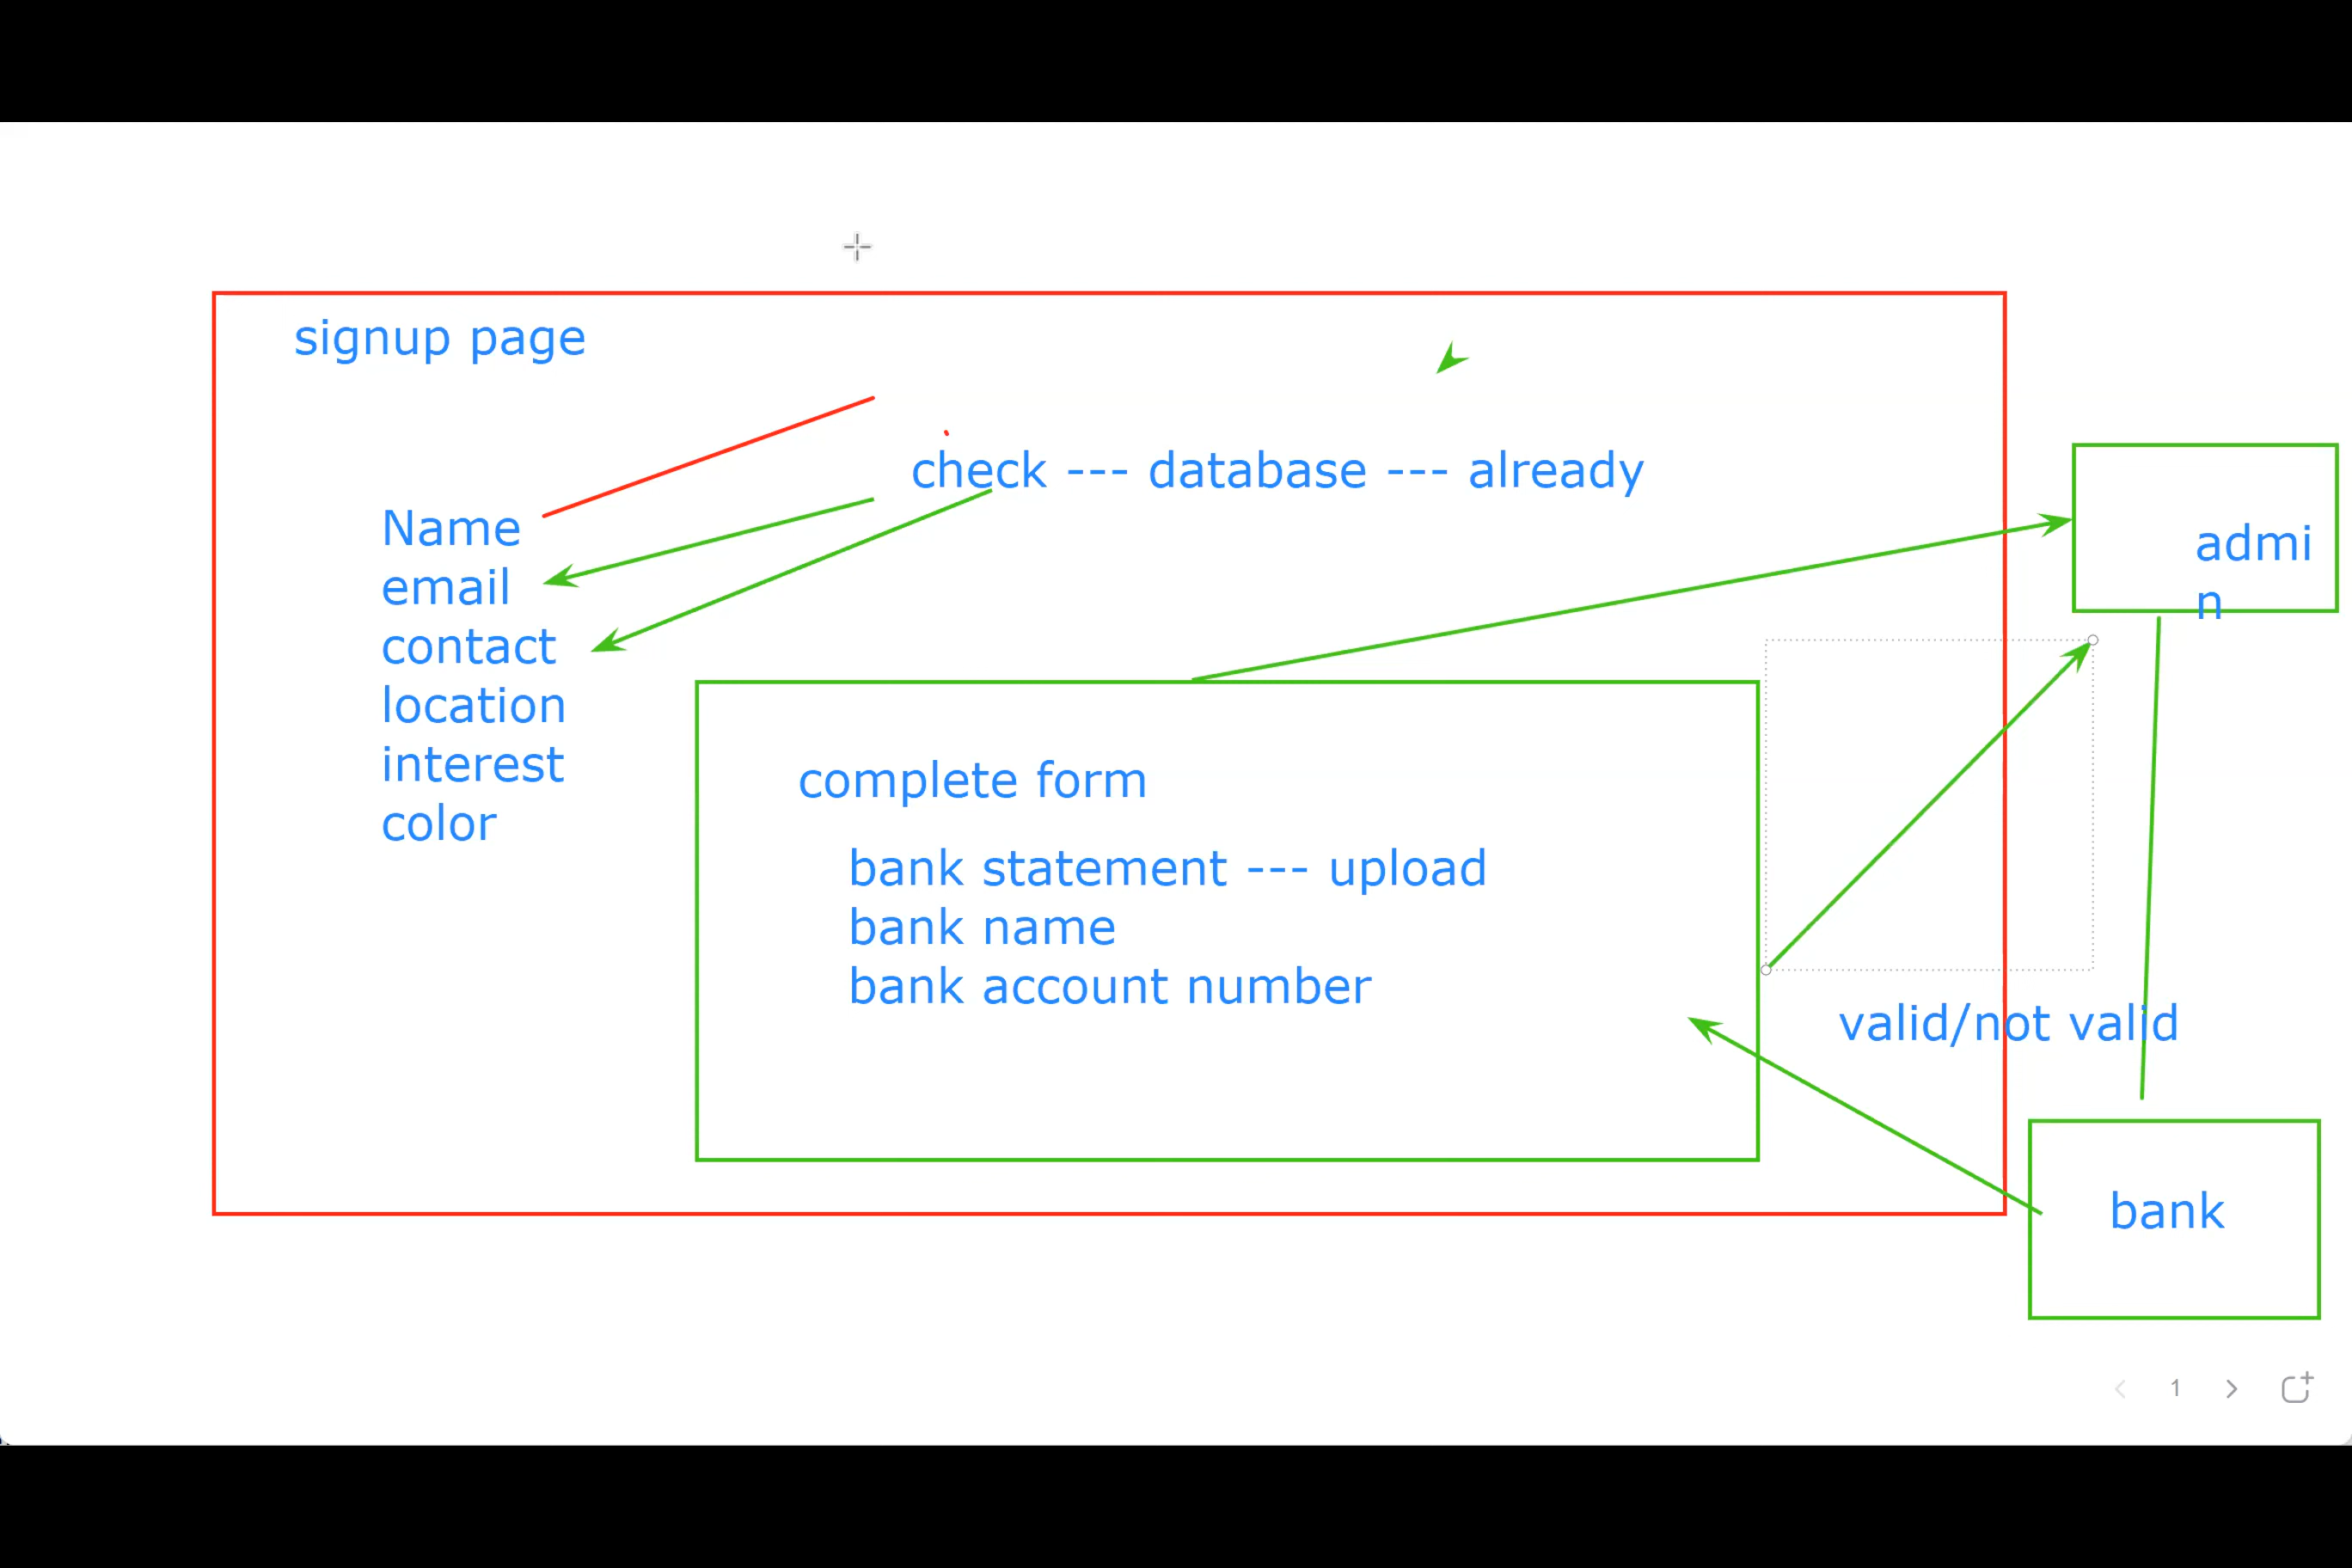 signup page
check --- database --- already
Name
email
contact
location
interest
color
admi
n
complete form
bank statement --- upload
bank name
bank account number
valid/not valid
bank
1